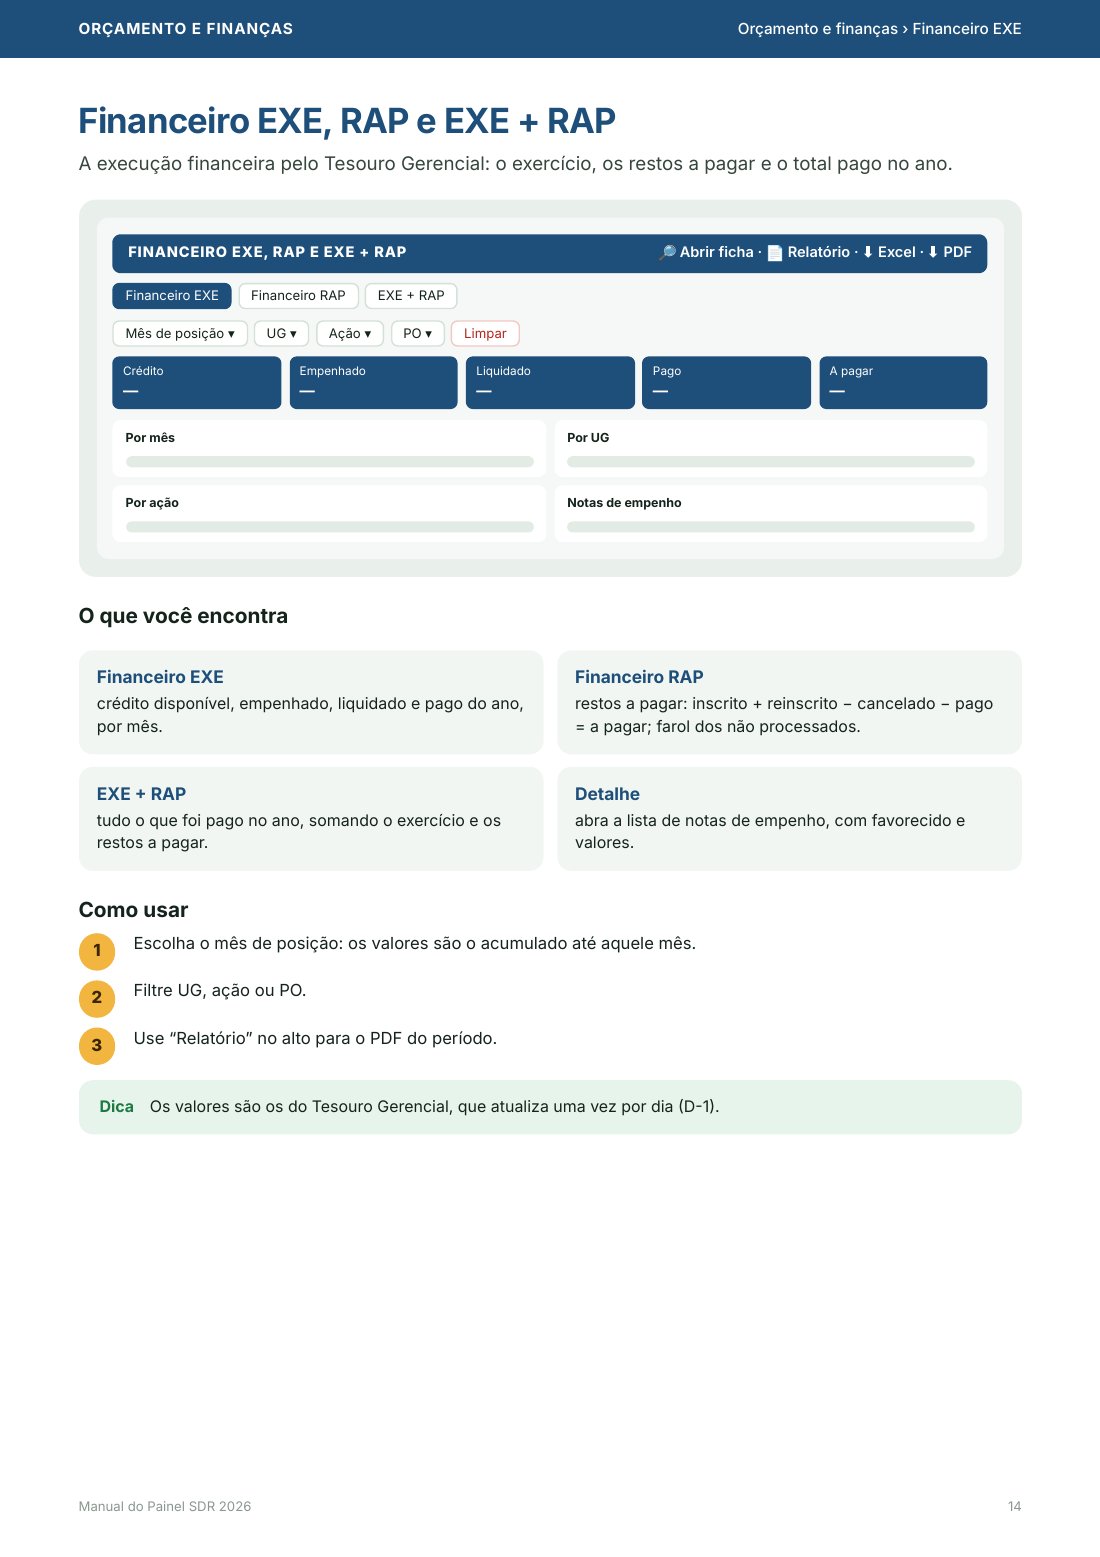 ORÇAMENTO E FINANÇAS
Orçamento e finanças › Financeiro EXE
Financeiro EXE, RAP e EXE + RAP
A execução financeira pelo Tesouro Gerencial: o exercício, os restos a pagar e o total pago no ano.
FINANCEIRO EXE, RAP E EXE + RAP
🔎 Abrir ficha · 📄 Relatório · ⬇ Excel · ⬇ PDF
Financeiro EXE
Financeiro RAP
EXE + RAP
Mês de posição ▾
UG ▾
Ação ▾
PO ▾
Limpar
Crédito
—
Empenhado
—
Liquidado
—
Pago
—
A pagar
—
Por mês
Por UG
Por ação
Notas de empenho
O que você encontra
Financeiro EXE
crédito disponível, empenhado, liquidado e pago do ano,
por mês.
Financeiro RAP
restos a pagar: inscrito + reinscrito − cancelado − pago
= a pagar; farol dos não processados.
EXE + RAP
tudo o que foi pago no ano, somando o exercício e os
restos a pagar.
Detalhe
abra a lista de notas de empenho, com favorecido e
valores.
Como usar
1 Escolha o mês de posição: os valores são o acumulado até aquele mês.
2 Filtre UG, ação ou PO.
3 Use “Relatório” no alto para o PDF do período.
Dica Os valores são os do Tesouro Gerencial, que atualiza uma vez por dia (D-1).
Manual do Painel SDR 2026
14